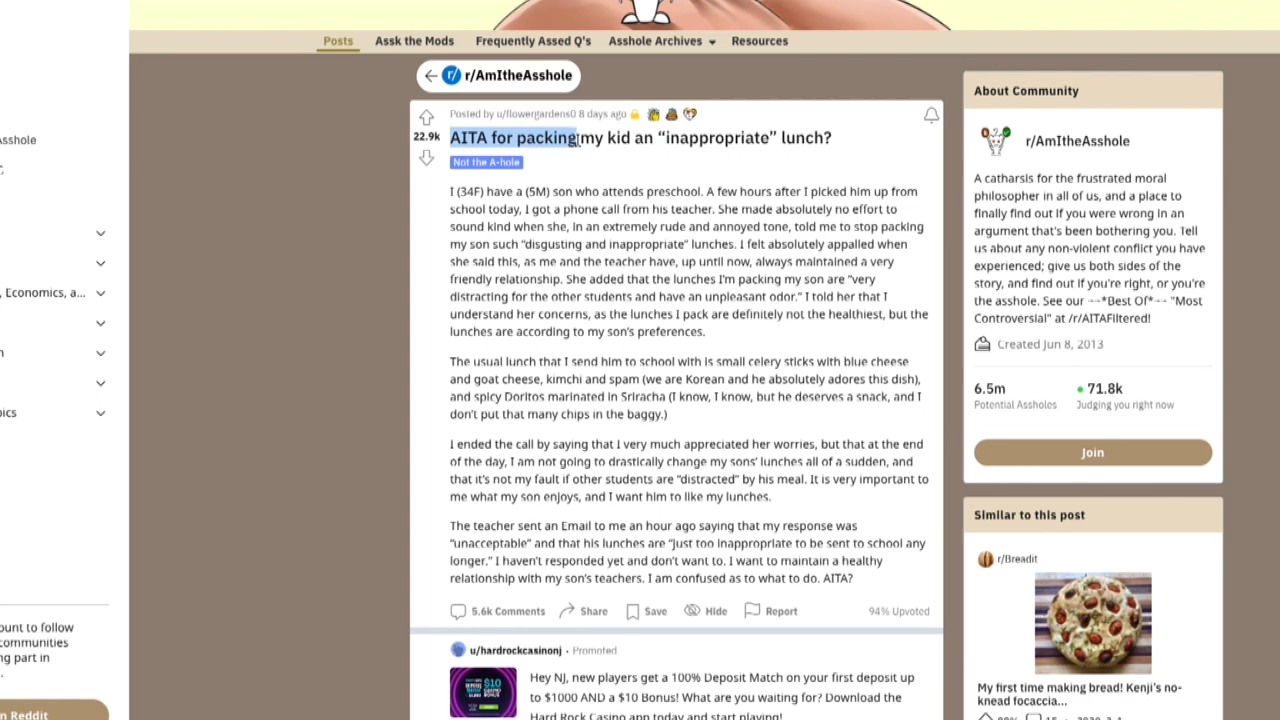 Posts Assk the Mods Frequently Assed Q's Asshole Archives Resources
r/AmItheAsshole
Posted by u/flowergardens0 8 days ago
22.9k
AITA for packing my kid an “inappropriate” lunch?
Not the A-hole
I (34F) have a (5M) son who attends preschool. A few hours after I picked him up from
school today, I got a phone call from his teacher. She made absolutely no effort to
sound kind when she, in an extremely rude and annoyed tone, told me to stop packing
my son such “disgusting and inappropriate” lunches. I felt absolutely appalled when
she said this, as me and the teacher have, up until now, always maintained a very
friendly relationship. She added that the lunches I’m packing my son are “very
distracting for the other students and have an unpleasant odor.” I told her that I
understand her concerns, as the lunches I pack are definitely not the healthiest, but the
lunches are according to my son’s preferences.
The usual lunch that I send him to school with is small celery sticks with blue cheese
and goat cheese, kimchi and spam (we are Korean and he absolutely adores this dish),
and spicy Doritos marinated in Sriracha (I know, I know, but he deserves a snack, and I
don’t put that many chips in the baggy.)
I ended the call by saying that I very much appreciated her worries, but that at the end
of the day, I am not going to drastically change my sons’ lunches all of a sudden, and
that it’s not my fault if other students are “distracted” by his meal. It is very important to
me what my son enjoys, and I want him to like my lunches.
The teacher sent an Email to me an hour ago saying that my response was
“unacceptable” and that his lunches are “just too inappropriate to be sent to school any
longer.” I haven’t responded yet and don’t want to. I want to maintain a healthy
relationship with my son’s teachers. I am confused as to what to do. AITA?
5.6k Comments Share Save Hide Report 94% Upvoted
u/hardrockcasinonj · Promoted
$10
Hey NJ, new players get a 100% Deposit Match on your first deposit up
to $1000 AND a $10 Bonus! What are you waiting for? Download the
Hard Rock Casino app today and start playing!
About Community
r/AmItheAsshole
A catharsis for the frustrated moral
philosopher in all of us, and a place to
finally find out if you were wrong in an
argument that's been bothering you. Tell
us about any non-violent conflict you have
experienced; give us both sides of the
story, and find out if you're right, or you're
the asshole. See our ~~*Best Of*~~ "Most
Controversial" at /r/AITAFiltered!
Created Jun 8, 2013
6.5m 71.8k
Potential Assholes Judging you right now
Join
Similar to this post
r/Breadit
My first time making bread! Kenji’s no-
knead focaccia...
sshole
, Economics, a...
n
pics
ount to follow
communities
ng part in
.
n Reddit